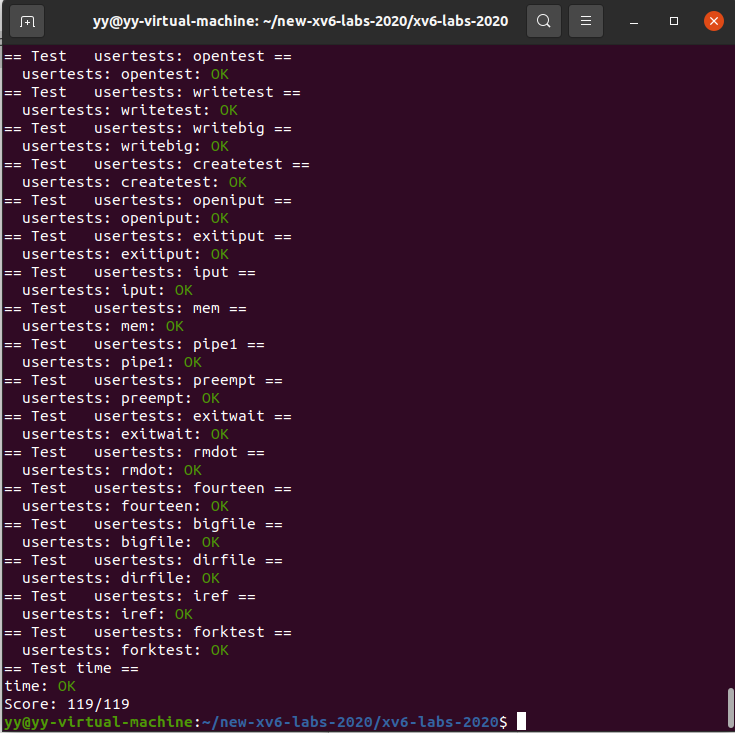 yy@yy-virtual-machine: ~/new-xv6-labs-2020/xv6-labs-2020
== Test   usertests: opentest ==
  usertests: opentest: OK
== Test   usertests: writetest ==
  usertests: writetest: OK
== Test   usertests: writebig ==
  usertests: writebig: OK
== Test   usertests: createtest ==
  usertests: createtest: OK
== Test   usertests: openiput ==
  usertests: openiput: OK
== Test   usertests: exitiput ==
  usertests: exitiput: OK
== Test   usertests: iput ==
  usertests: iput: OK
== Test   usertests: mem ==
  usertests: mem: OK
== Test   usertests: pipe1 ==
  usertests: pipe1: OK
== Test   usertests: preempt ==
  usertests: preempt: OK
== Test   usertests: exitwait ==
  usertests: exitwait: OK
== Test   usertests: rmdot ==
  usertests: rmdot: OK
== Test   usertests: fourteen ==
  usertests: fourteen: OK
== Test   usertests: bigfile ==
  usertests: bigfile: OK
== Test   usertests: dirfile ==
  usertests: dirfile: OK
== Test   usertests: iref ==
  usertests: iref: OK
== Test   usertests: forktest ==
  usertests: forktest: OK
== Test time ==
time: OK
Score: 119/119
yy@yy-virtual-machine:~/new-xv6-labs-2020/xv6-labs-2020$